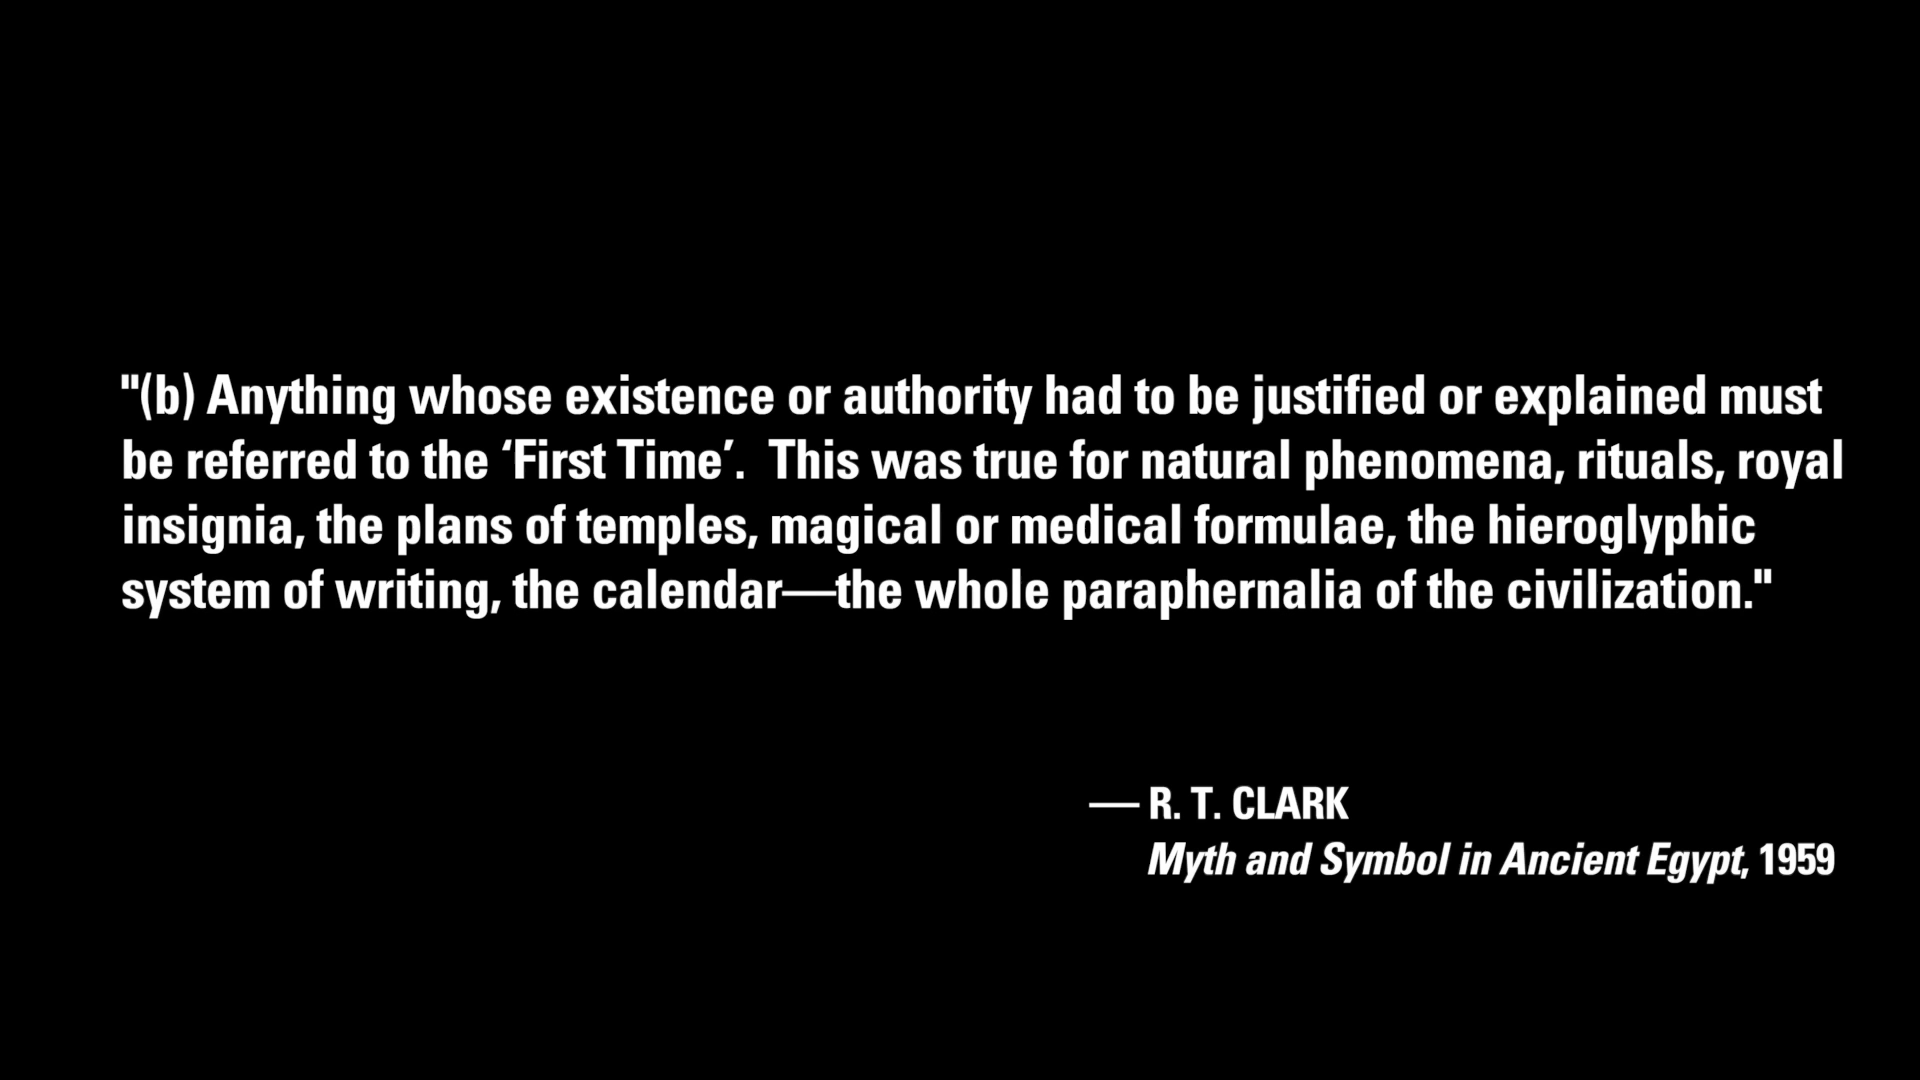 "(b) Anything whose existence or authority had to be justified or explained must
be referred to the ‘First Time’.  This was true for natural phenomena, rituals, royal
insignia, the plans of temples, magical or medical formulae, the hieroglyphic
system of writing, the calendar—the whole paraphernalia of the civilization."
— R. T. CLARK
Myth and Symbol in Ancient Egypt, 1959